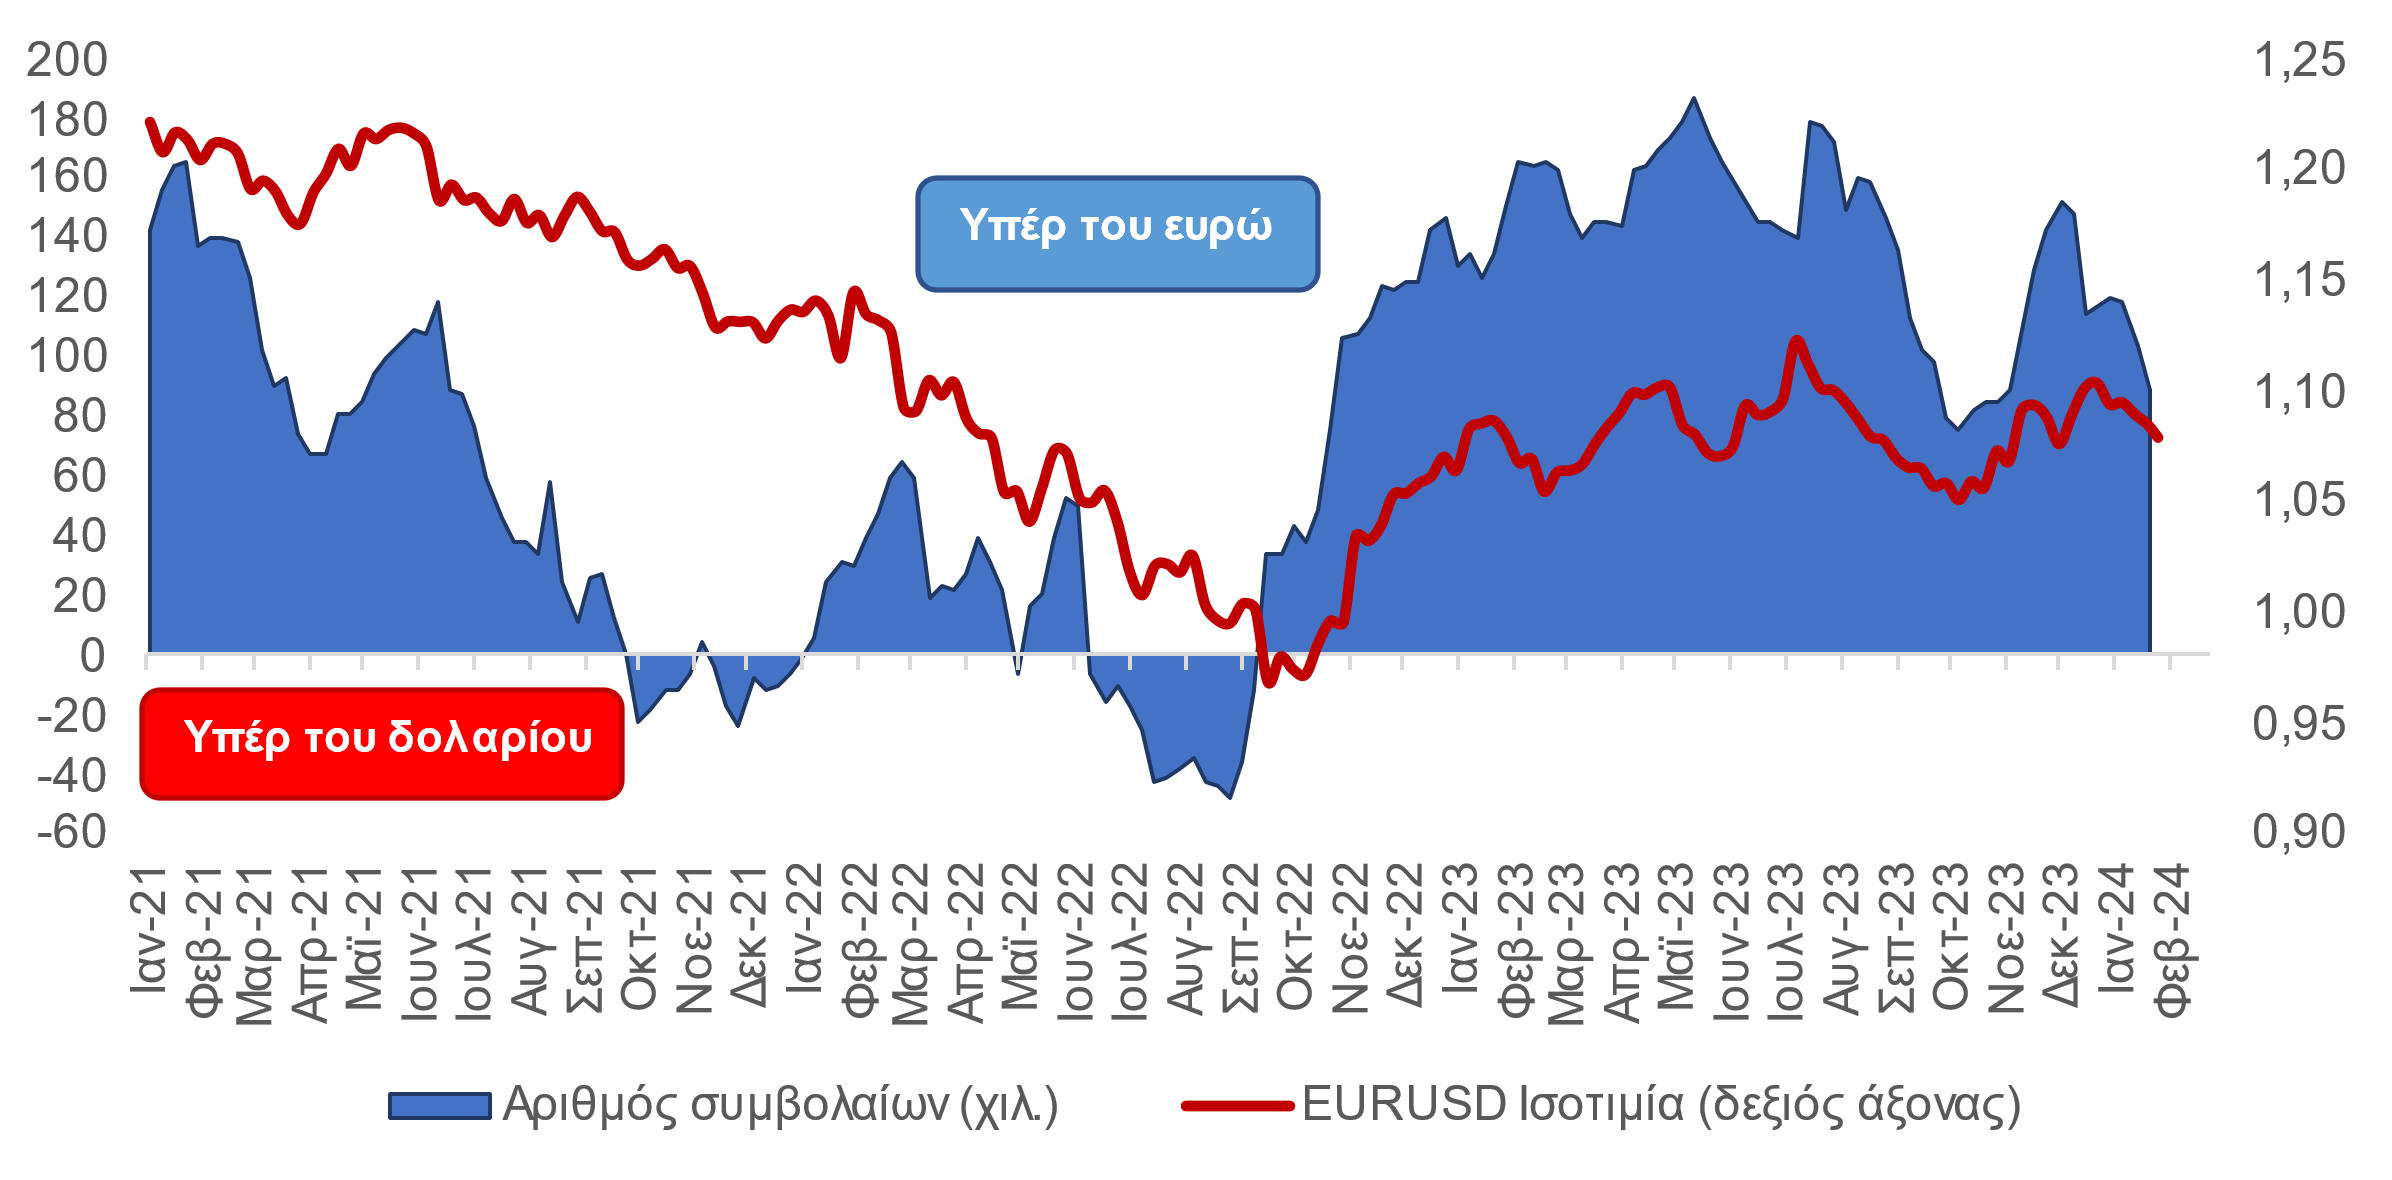 200
180
160
140
120
100
80
60
40
20
0
-20
-40
-60
1,25
1,20
1,15
1,10
1,05
1,00
0,95
0,90
Υπέρ του ευρώ
Υπέρ του δολαρίου
Ιαν-21
Φεβ-21
Μαρ-21
Απρ-21
Μαϊ-21
Ιουν-21
Ιουλ-21
Αυγ-21
Σεπ-21
Οκτ-21
Νοε-21
Δεκ-21
Ιαν-22
Φεβ-22
Μαρ-22
Απρ-22
Μαϊ-22
Ιουν-22
Ιουλ-22
Αυγ-22
Σεπ-22
Οκτ-22
Νοε-22
Δεκ-22
Ιαν-23
Φεβ-23
Μαρ-23
Απρ-23
Μαϊ-23
Ιουν-23
Ιουλ-23
Αυγ-23
Σεπ-23
Οκτ-23
Νοε-23
Δεκ-23
Ιαν-24
Φεβ-24
Αριθμός συμβολαίων (χιλ.)
EURUSD Ισοτιμία (δεξιός άξονας)